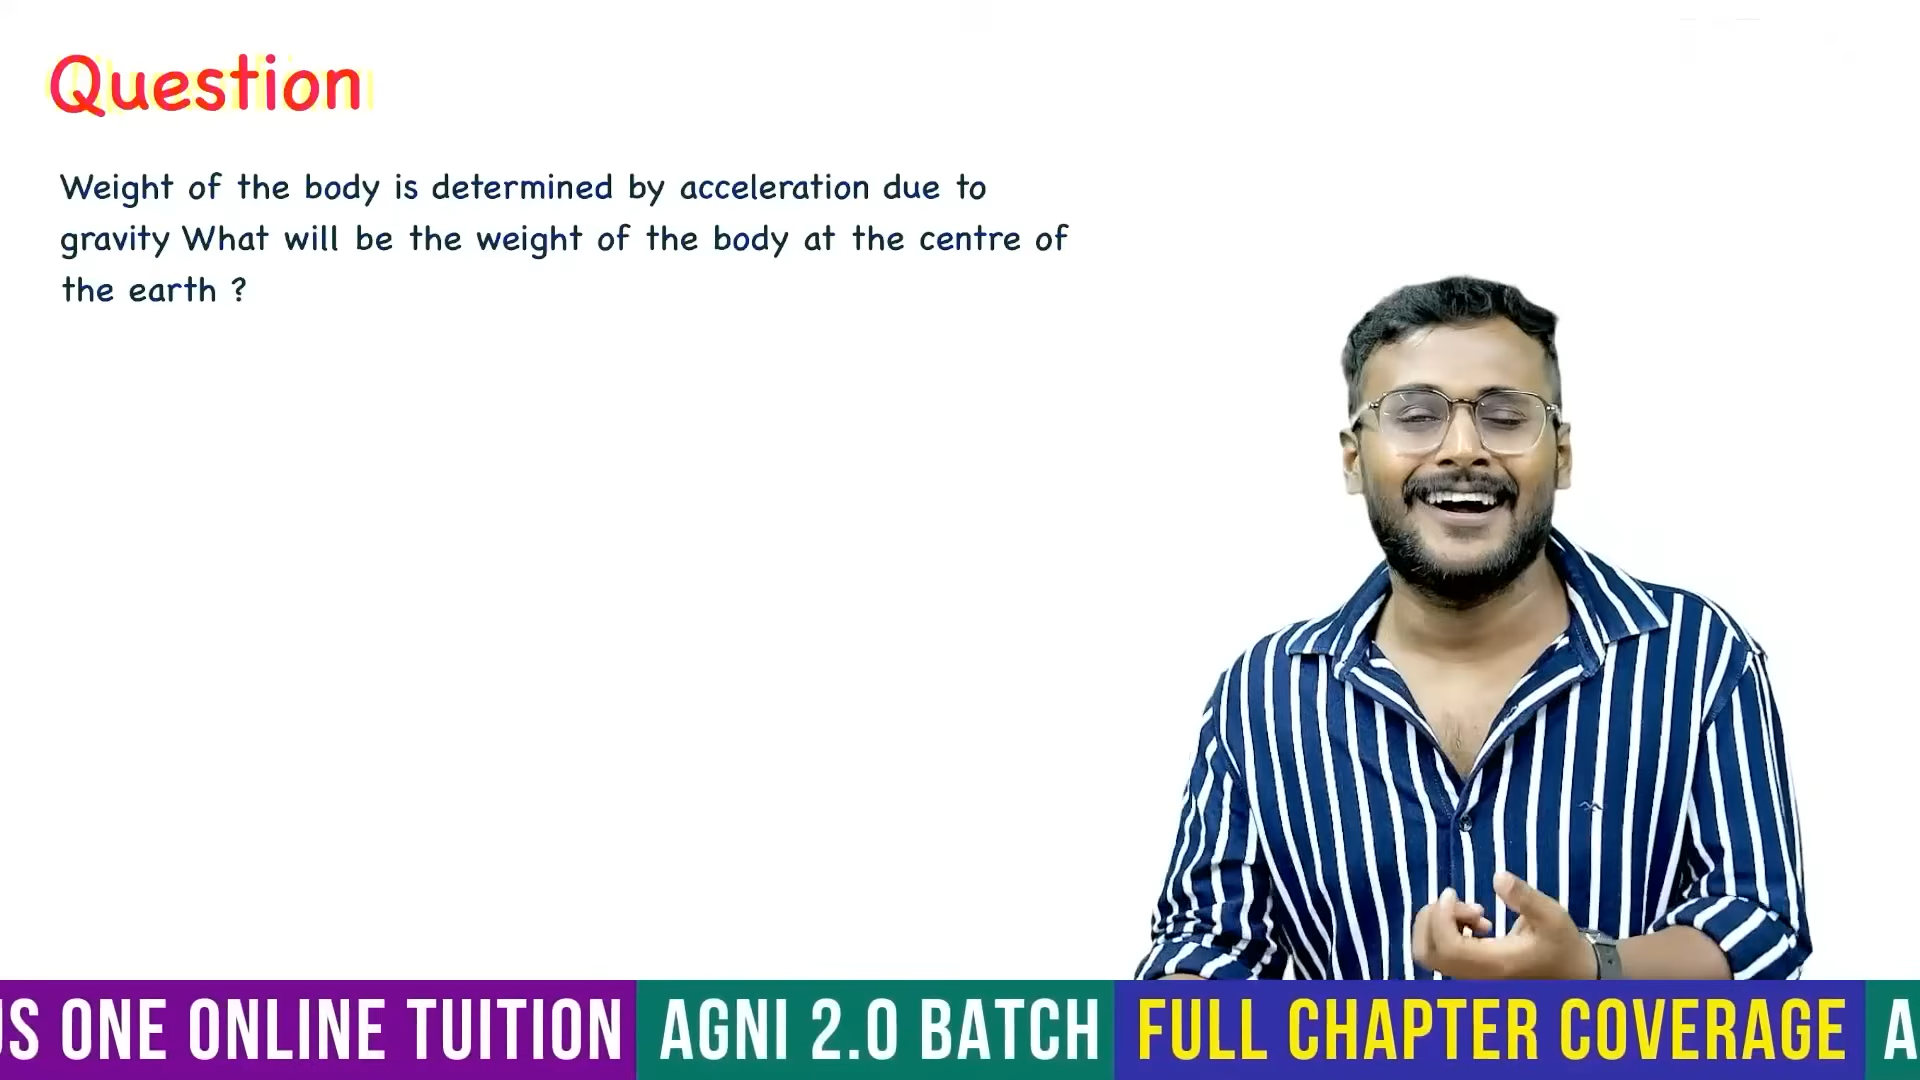 Question
Weight of the body is determined by acceleration due to
gravity What will be the weight of the body at the centre of
the earth ?
ONE ONLINE TUITION AGNI 2.0 BATCH FULL CHAPTER COVERAGE